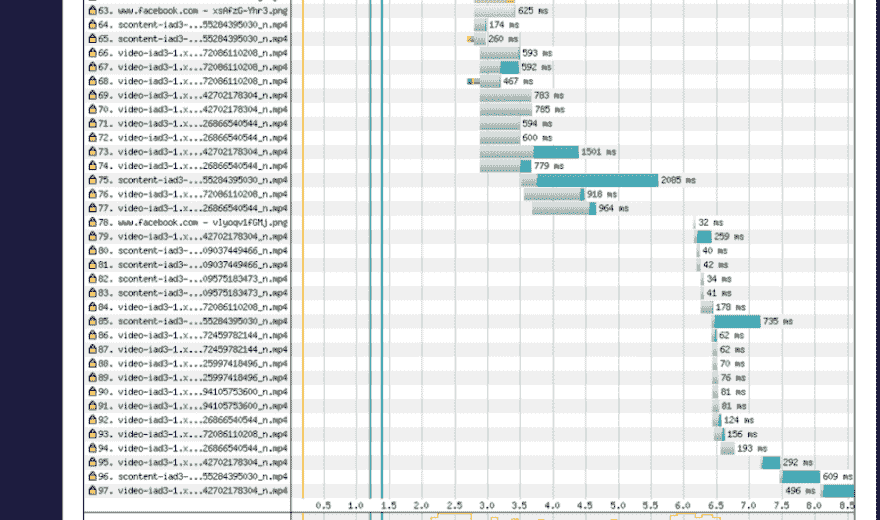 63. www.facebook.com - xsAfzG-Yhr3.png 625 ms
64. scontent-iad3-...55284395030_n.mp4 174 ms
65. scontent-iad3-...55284395030_n.mp4 260 ms
66. video-iad3-1.x...72086110208_n.mp4 593 ms
67. video-iad3-1.x...72086110208_n.mp4 592 ms
68. video-iad3-1.x...72086110208_n.mp4 467 ms
69. video-iad3-1.x...42702178304_n.mp4 783 ms
70. video-iad3-1.x...42702178304_n.mp4 785 ms
71. video-iad3-1.x...26866540544_n.mp4 594 ms
72. video-iad3-1.x...26866540544_n.mp4 600 ms
73. video-iad3-1.x...42702178304_n.mp4 1501 ms
74. video-iad3-1.x...26866540544_n.mp4 779 ms
75. scontent-iad3-...55284395030_n.mp4 2085 ms
76. video-iad3-1.x...72086110208_n.mp4 918 ms
77. video-iad3-1.x...26866540544_n.mp4 964 ms
78. www.facebook.com - vlyoqv1fGMj.png 32 ms
79. video-iad3-1.x...42702178304_n.mp4 259 ms
80. scontent-iad3-...09037449466_n.mp4 40 ms
81. scontent-iad3-...09037449466_n.mp4 42 ms
82. scontent-iad3-...09575183473_n.mp4 34 ms
83. scontent-iad3-...09575183473_n.mp4 41 ms
84. video-iad3-1.x...72086110208_n.mp4 178 ms
85. scontent-iad3-...55284395030_n.mp4 735 ms
86. video-iad3-1.x...72459782144_n.mp4 62 ms
87. video-iad3-1.x...72459782144_n.mp4 62 ms
88. video-iad3-1.x...25997418496_n.mp4 70 ms
89. video-iad3-1.x...25997418496_n.mp4 76 ms
90. video-iad3-1.x...94105753600_n.mp4 81 ms
91. video-iad3-1.x...94105753600_n.mp4 81 ms
92. video-iad3-1.x...26866540544_n.mp4 124 ms
93. video-iad3-1.x...72086110208_n.mp4 156 ms
94. video-iad3-1.x...26866540544_n.mp4 193 ms
95. video-iad3-1.x...42702178304_n.mp4 292 ms
96. scontent-iad3-...55284395030_n.mp4 609 ms
97. video-iad3-1.x...42702178304_n.mp4 496 ms
0.5 1.0 1.5 2.0 2.5 3.0 3.5 4.0 4.5 5.0 5.5 6.0 6.5 7.0 7.5 8.0 8.5